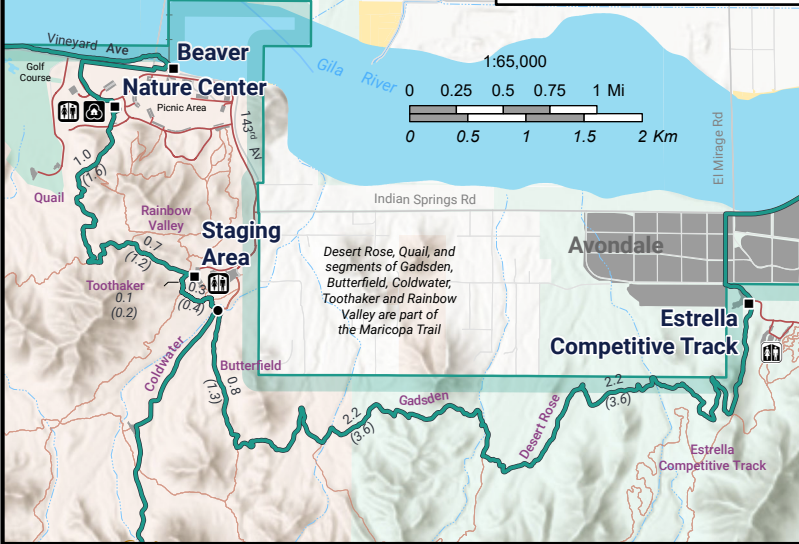 Vineyard Ave
Golf
Course
Beaver
Nature Center
Picnic Area
143rd Av
Gila River
1:65,000
0 0.25 0.5 0.75 1 Mi
0 0.5 1 1.5 2 Km
El Mirage Rd
1.0
(1.6)
Quail
Rainbow
Valley
Indian Springs Rd
Staging
Area
0.7
(1.2)
Toothaker
0.1
(0.2)
0.3
(0.4)
Desert Rose, Quail, and
segments of Gadsden,
Butterfield, Coldwater,
Toothaker and Rainbow
Valley are part of
the Maricopa Trail
Avondale
Estrella
Competitive Track
Coldwater
Butterfield
0.8
(1.3)
Gadsden
2.2
(3.6)
Desert Rose
2.2
(3.6)
Estrella
Competitive Track